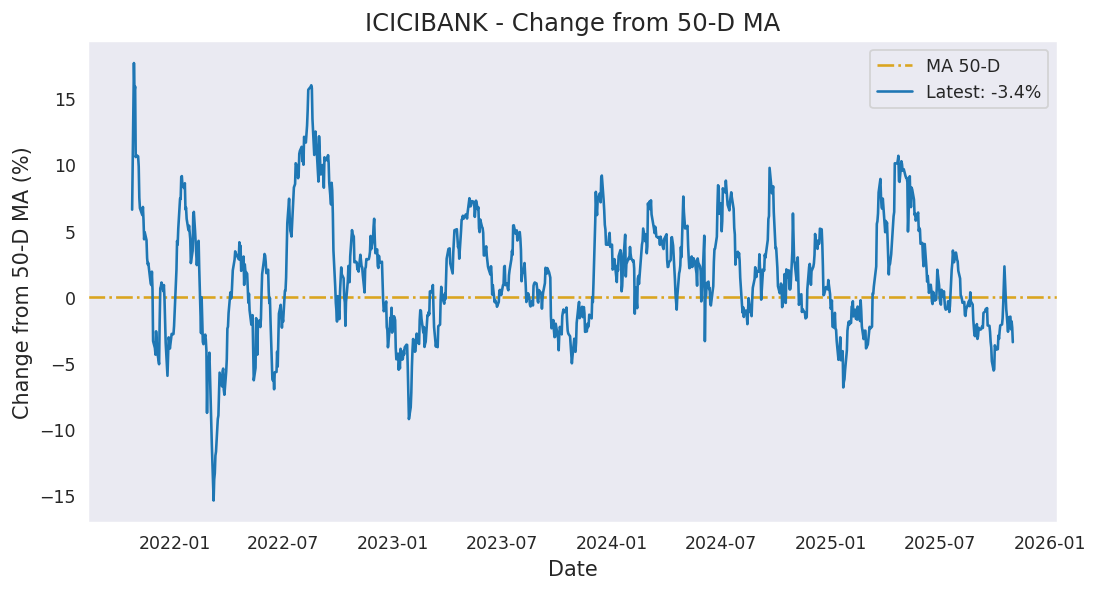 ICICIBANK - Change from 50-D MA
MA 50-D
Latest: -3.4%
Change from 50-D MA (%)
15
10
5
0
−5
−10
−15
2022-01 2022-07 2023-01 2023-07 2024-01 2024-07 2025-01 2025-07 2026-01
Date